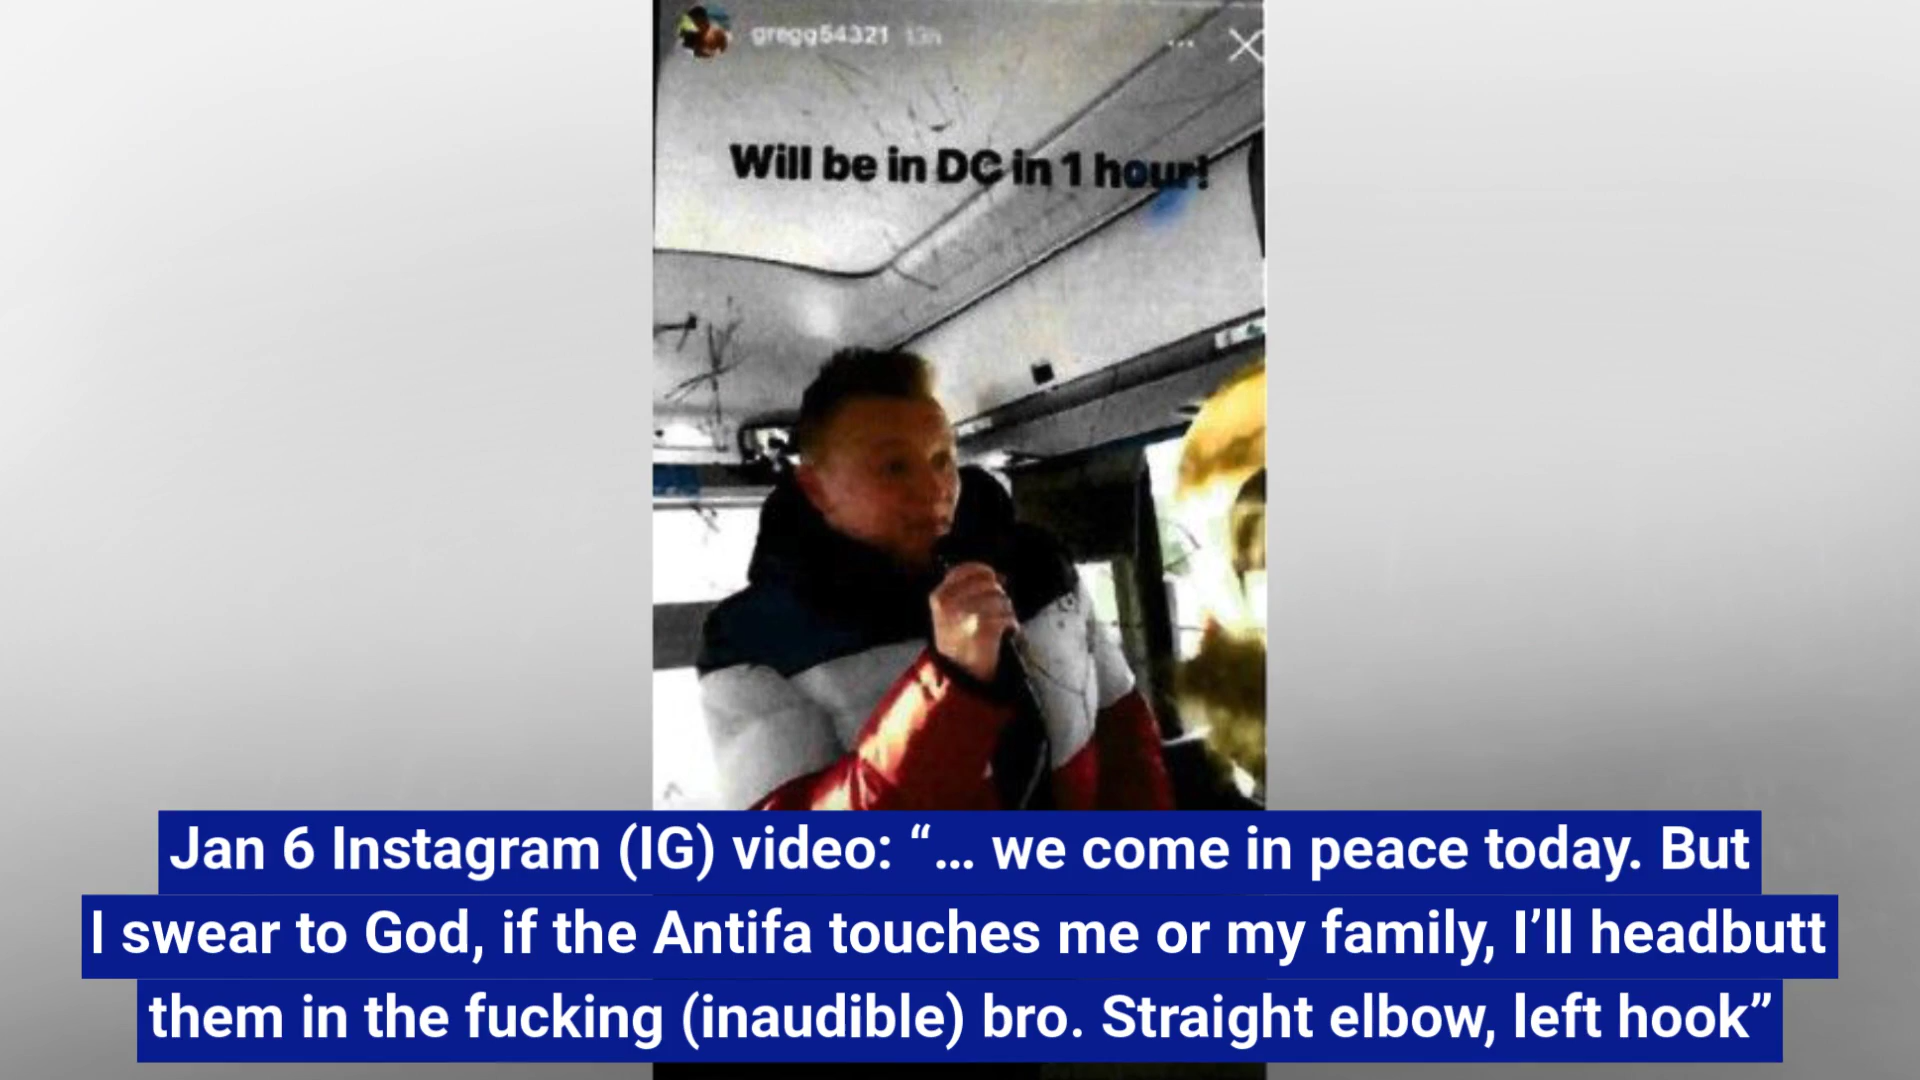 gregg54321 13h
Will be in DC in 1 hour!
Jan 6 Instagram (IG) video: “... we come in peace today. But
I swear to God, if the Antifa touches me or my family, I’ll headbutt
them in the fucking (inaudible) bro. Straight elbow, left hook”